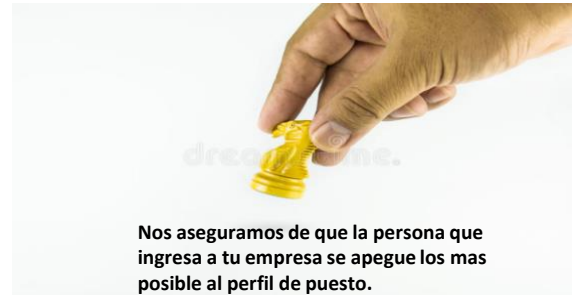 dreamstime.
Nos aseguramos de que la persona que
ingresa a tu empresa se apegue los mas
posible al perfil de puesto.